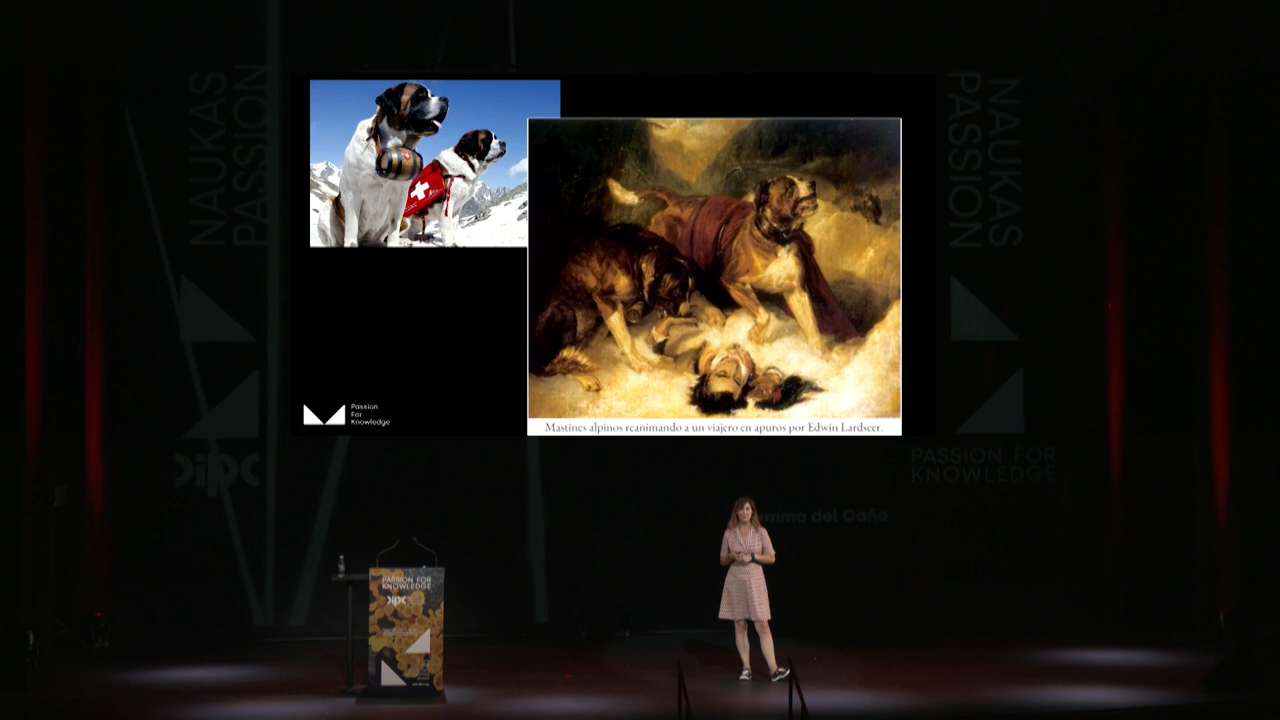 NAUKAS
PASSION
NAUKAS
PASSION
Passion
For
Knowledge
Mastines alpinos reanimando a un viajero en apuros por Edwin Lardseer.
dipc
PASSION FOR
KNOWLEDGE
emma del Caño
PASSION FOR
KNOWLEDGE
dipc